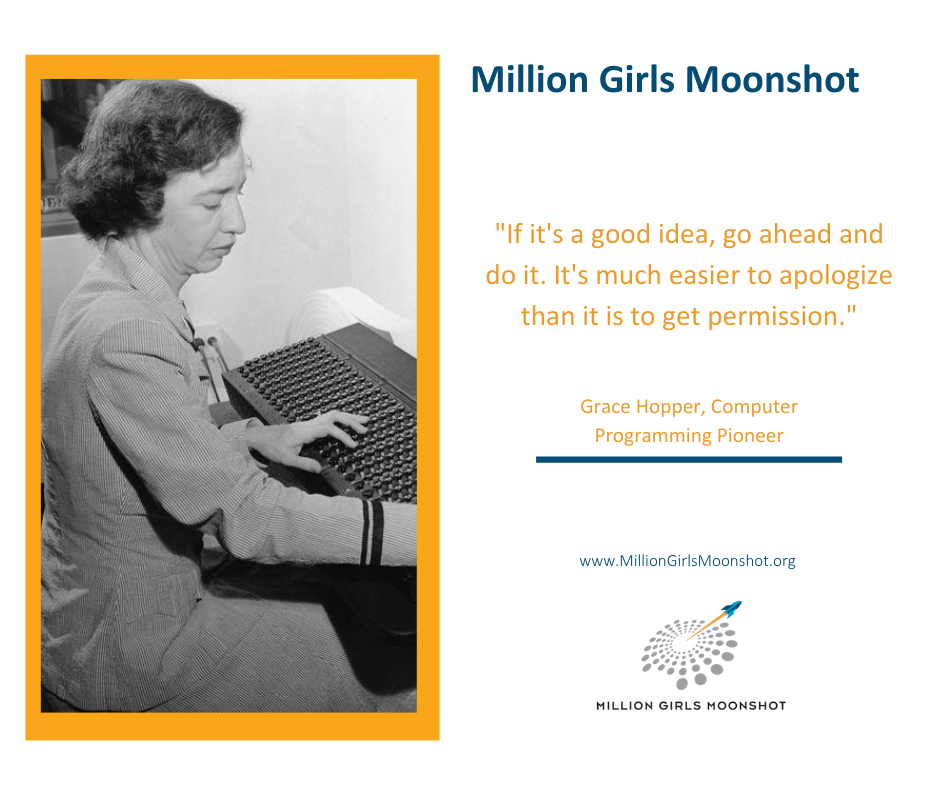 Million Girls Moonshot
"If it's a good idea, go ahead and
do it. It's much easier to apologize
than it is to get permission."
Grace Hopper, Computer
Programming Pioneer
www.MillionGirlsMoonshot.org
MILLION GIRLS MOONSHOT